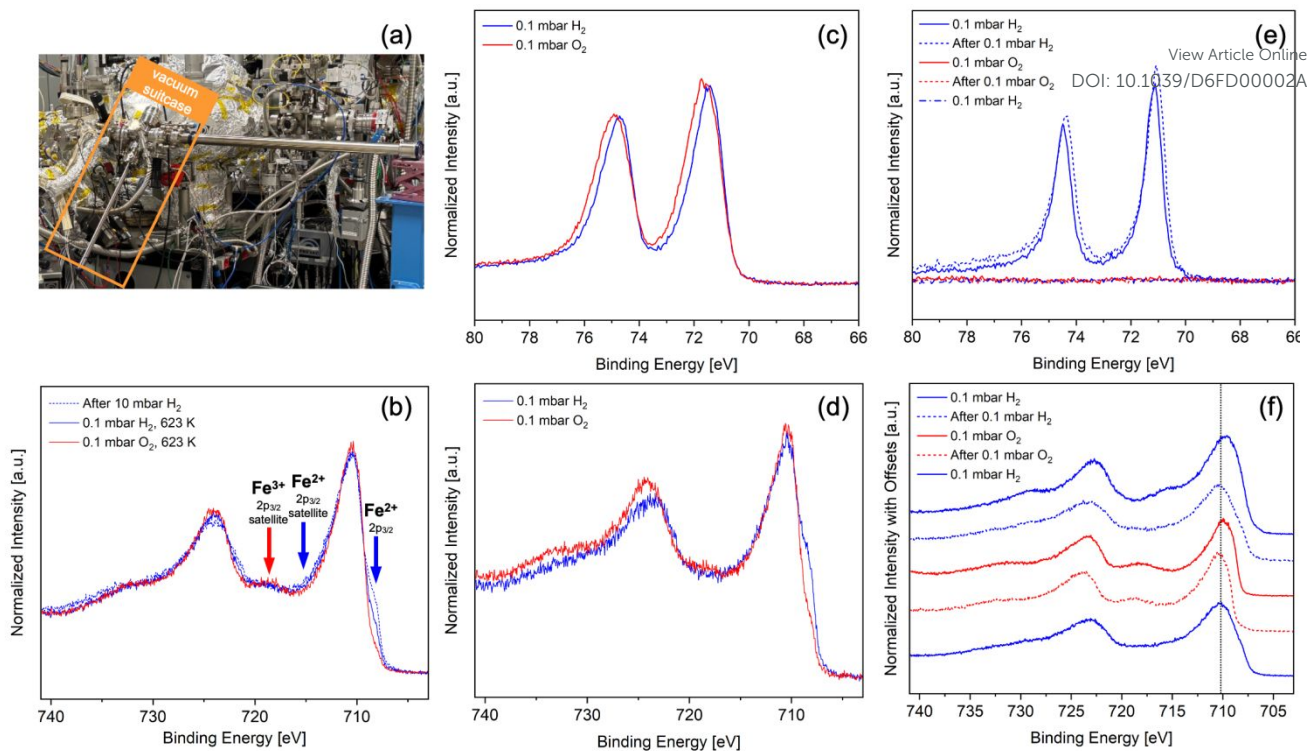 (a)
vacuum
suitcase
(c)
0.1 mbar H₂
0.1 mbar O₂
Normalized Intensity [a.u.]
80 78 76 74 72 70 68 66
Binding Energy [eV]
(e)
0.1 mbar H₂
After 0.1 mbar H₂
0.1 mbar O₂
After 0.1 mbar O₂
0.1 mbar H₂
View Article Online
DOI: 10.1039/D6FD00002A
Normalized Intensity [a.u.]
80 78 76 74 72 70 68 66
Binding Energy [eV]
(b)
After 10 mbar H₂
0.1 mbar H₂, 623 K
0.1 mbar O₂, 623 K
Fe³⁺
2p₃/₂
satellite
Fe²⁺
2p₃/₂
satellite
Fe²⁺
2p₃/₂
Normalized Intensity [a.u.]
740 730 720 710
Binding Energy [eV]
(d)
0.1 mbar H₂
0.1 mbar O₂
Normalized Intensity [a.u.]
740 730 720 710
Binding Energy [eV]
(f)
0.1 mbar H₂
After 0.1 mbar H₂
0.1 mbar O₂
After 0.1 mbar O₂
0.1 mbar H₂
Normalized Intensity with Offsets [a.u.]
740 735 730 725 720 715 710 705
Binding Energy [eV]